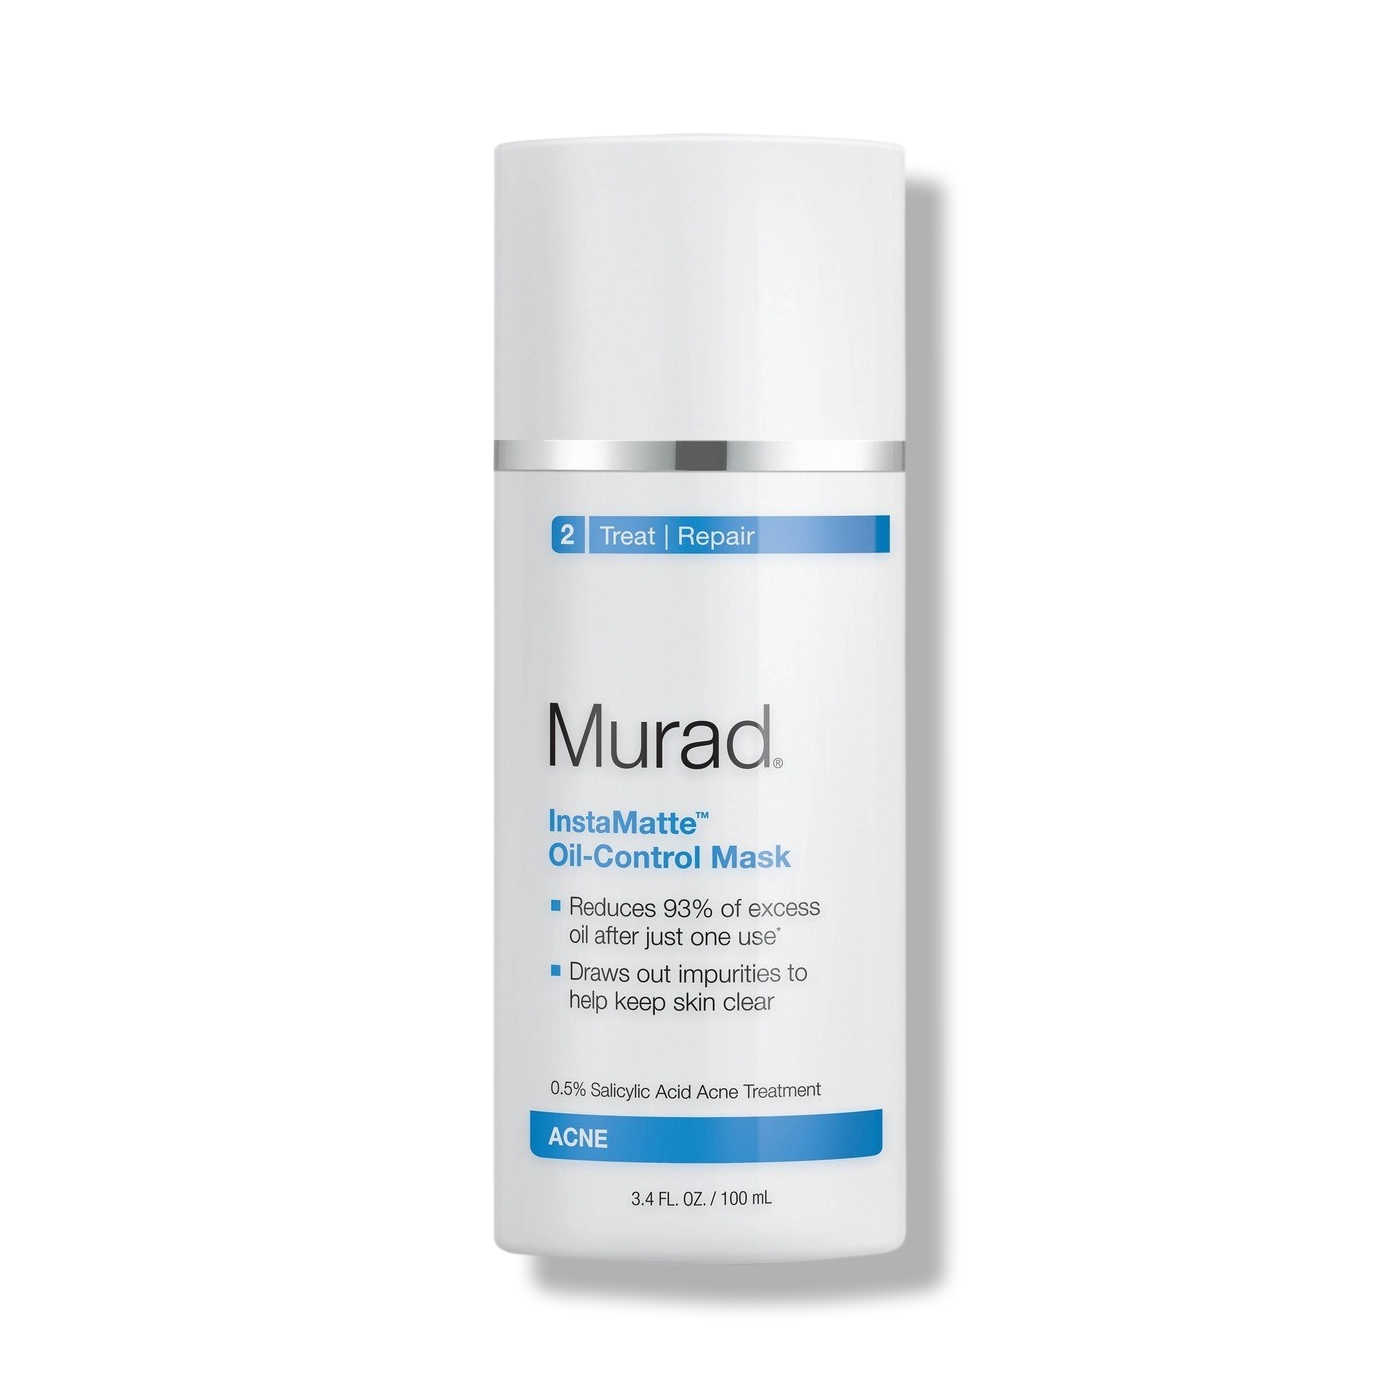 2 | Treat | Repair
Murad®
InstaMatte™
Oil-Control Mask
▪ Reduces 93% of excess
oil after just one use*
▪ Draws out impurities to
help keep skin clear
0.5% Salicylic Acid Acne Treatment
ACNE
3.4 FL. OZ. / 100 mL